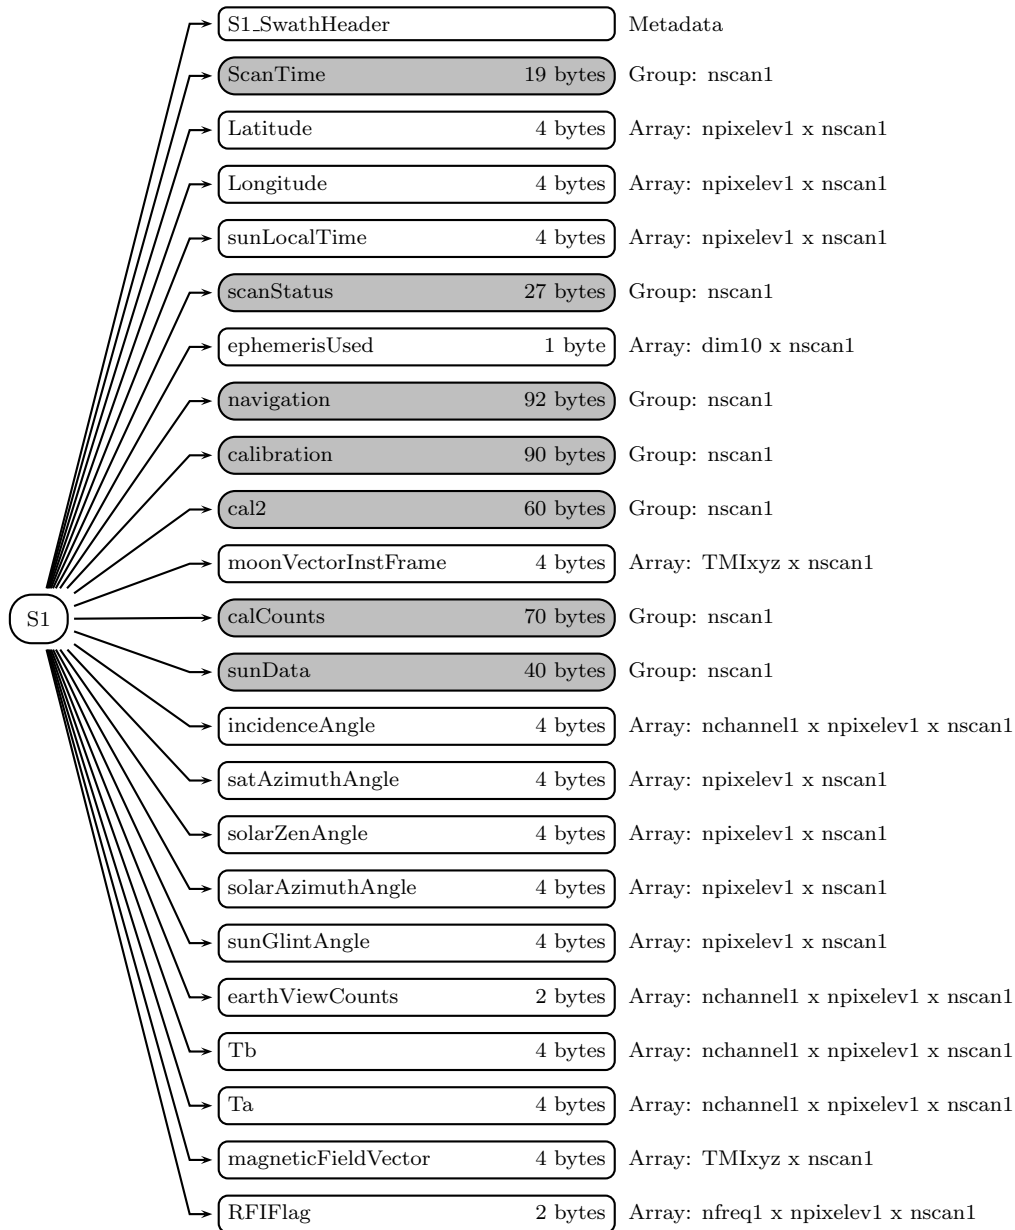 S1_SwathHeader Metadata
ScanTime 19 bytes Group: nscan1
Latitude 4 bytes Array: npixelev1 x nscan1
Longitude 4 bytes Array: npixelev1 x nscan1
sunLocalTime 4 bytes Array: npixelev1 x nscan1
scanStatus 27 bytes Group: nscan1
ephemerisUsed 1 byte Array: dim10 x nscan1
navigation 92 bytes Group: nscan1
calibration 90 bytes Group: nscan1
cal2 60 bytes Group: nscan1
moonVectorInstFrame 4 bytes Array: TMIxyz x nscan1
S1 calCounts 70 bytes Group: nscan1
sunData 40 bytes Group: nscan1
incidenceAngle 4 bytes Array: nchannel1 x npixelev1 x nscan1
satAzimuthAngle 4 bytes Array: npixelev1 x nscan1
solarZenAngle 4 bytes Array: npixelev1 x nscan1
solarAzimuthAngle 4 bytes Array: npixelev1 x nscan1
sunGlintAngle 4 bytes Array: npixelev1 x nscan1
earthViewCounts 2 bytes Array: nchannel1 x npixelev1 x nscan1
Tb 4 bytes Array: nchannel1 x npixelev1 x nscan1
Ta 4 bytes Array: nchannel1 x npixelev1 x nscan1
magneticFieldVector 4 bytes Array: TMIxyz x nscan1
RFIFlag 2 bytes Array: nfreq1 x npixelev1 x nscan1